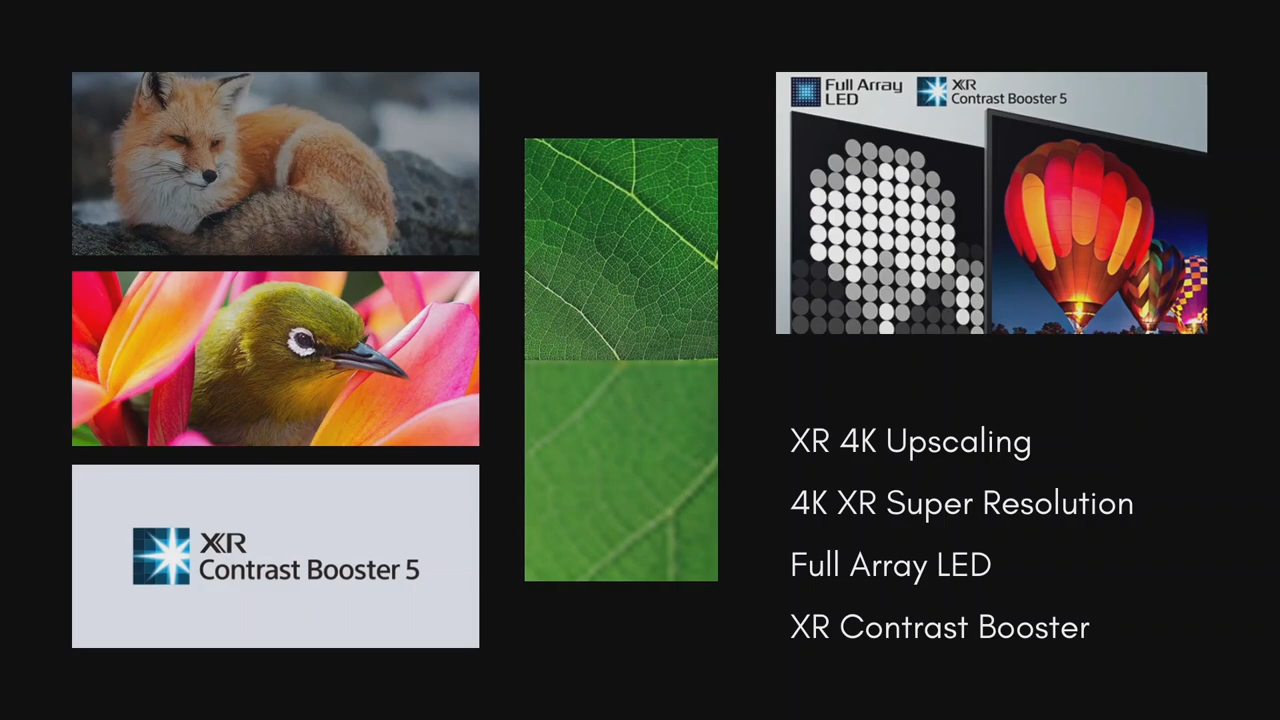 XR
Contrast Booster 5
Full Array
LED
XR
Contrast Booster 5
XR 4K Upscaling
4K XR Super Resolution
Full Array LED
XR Contrast Booster